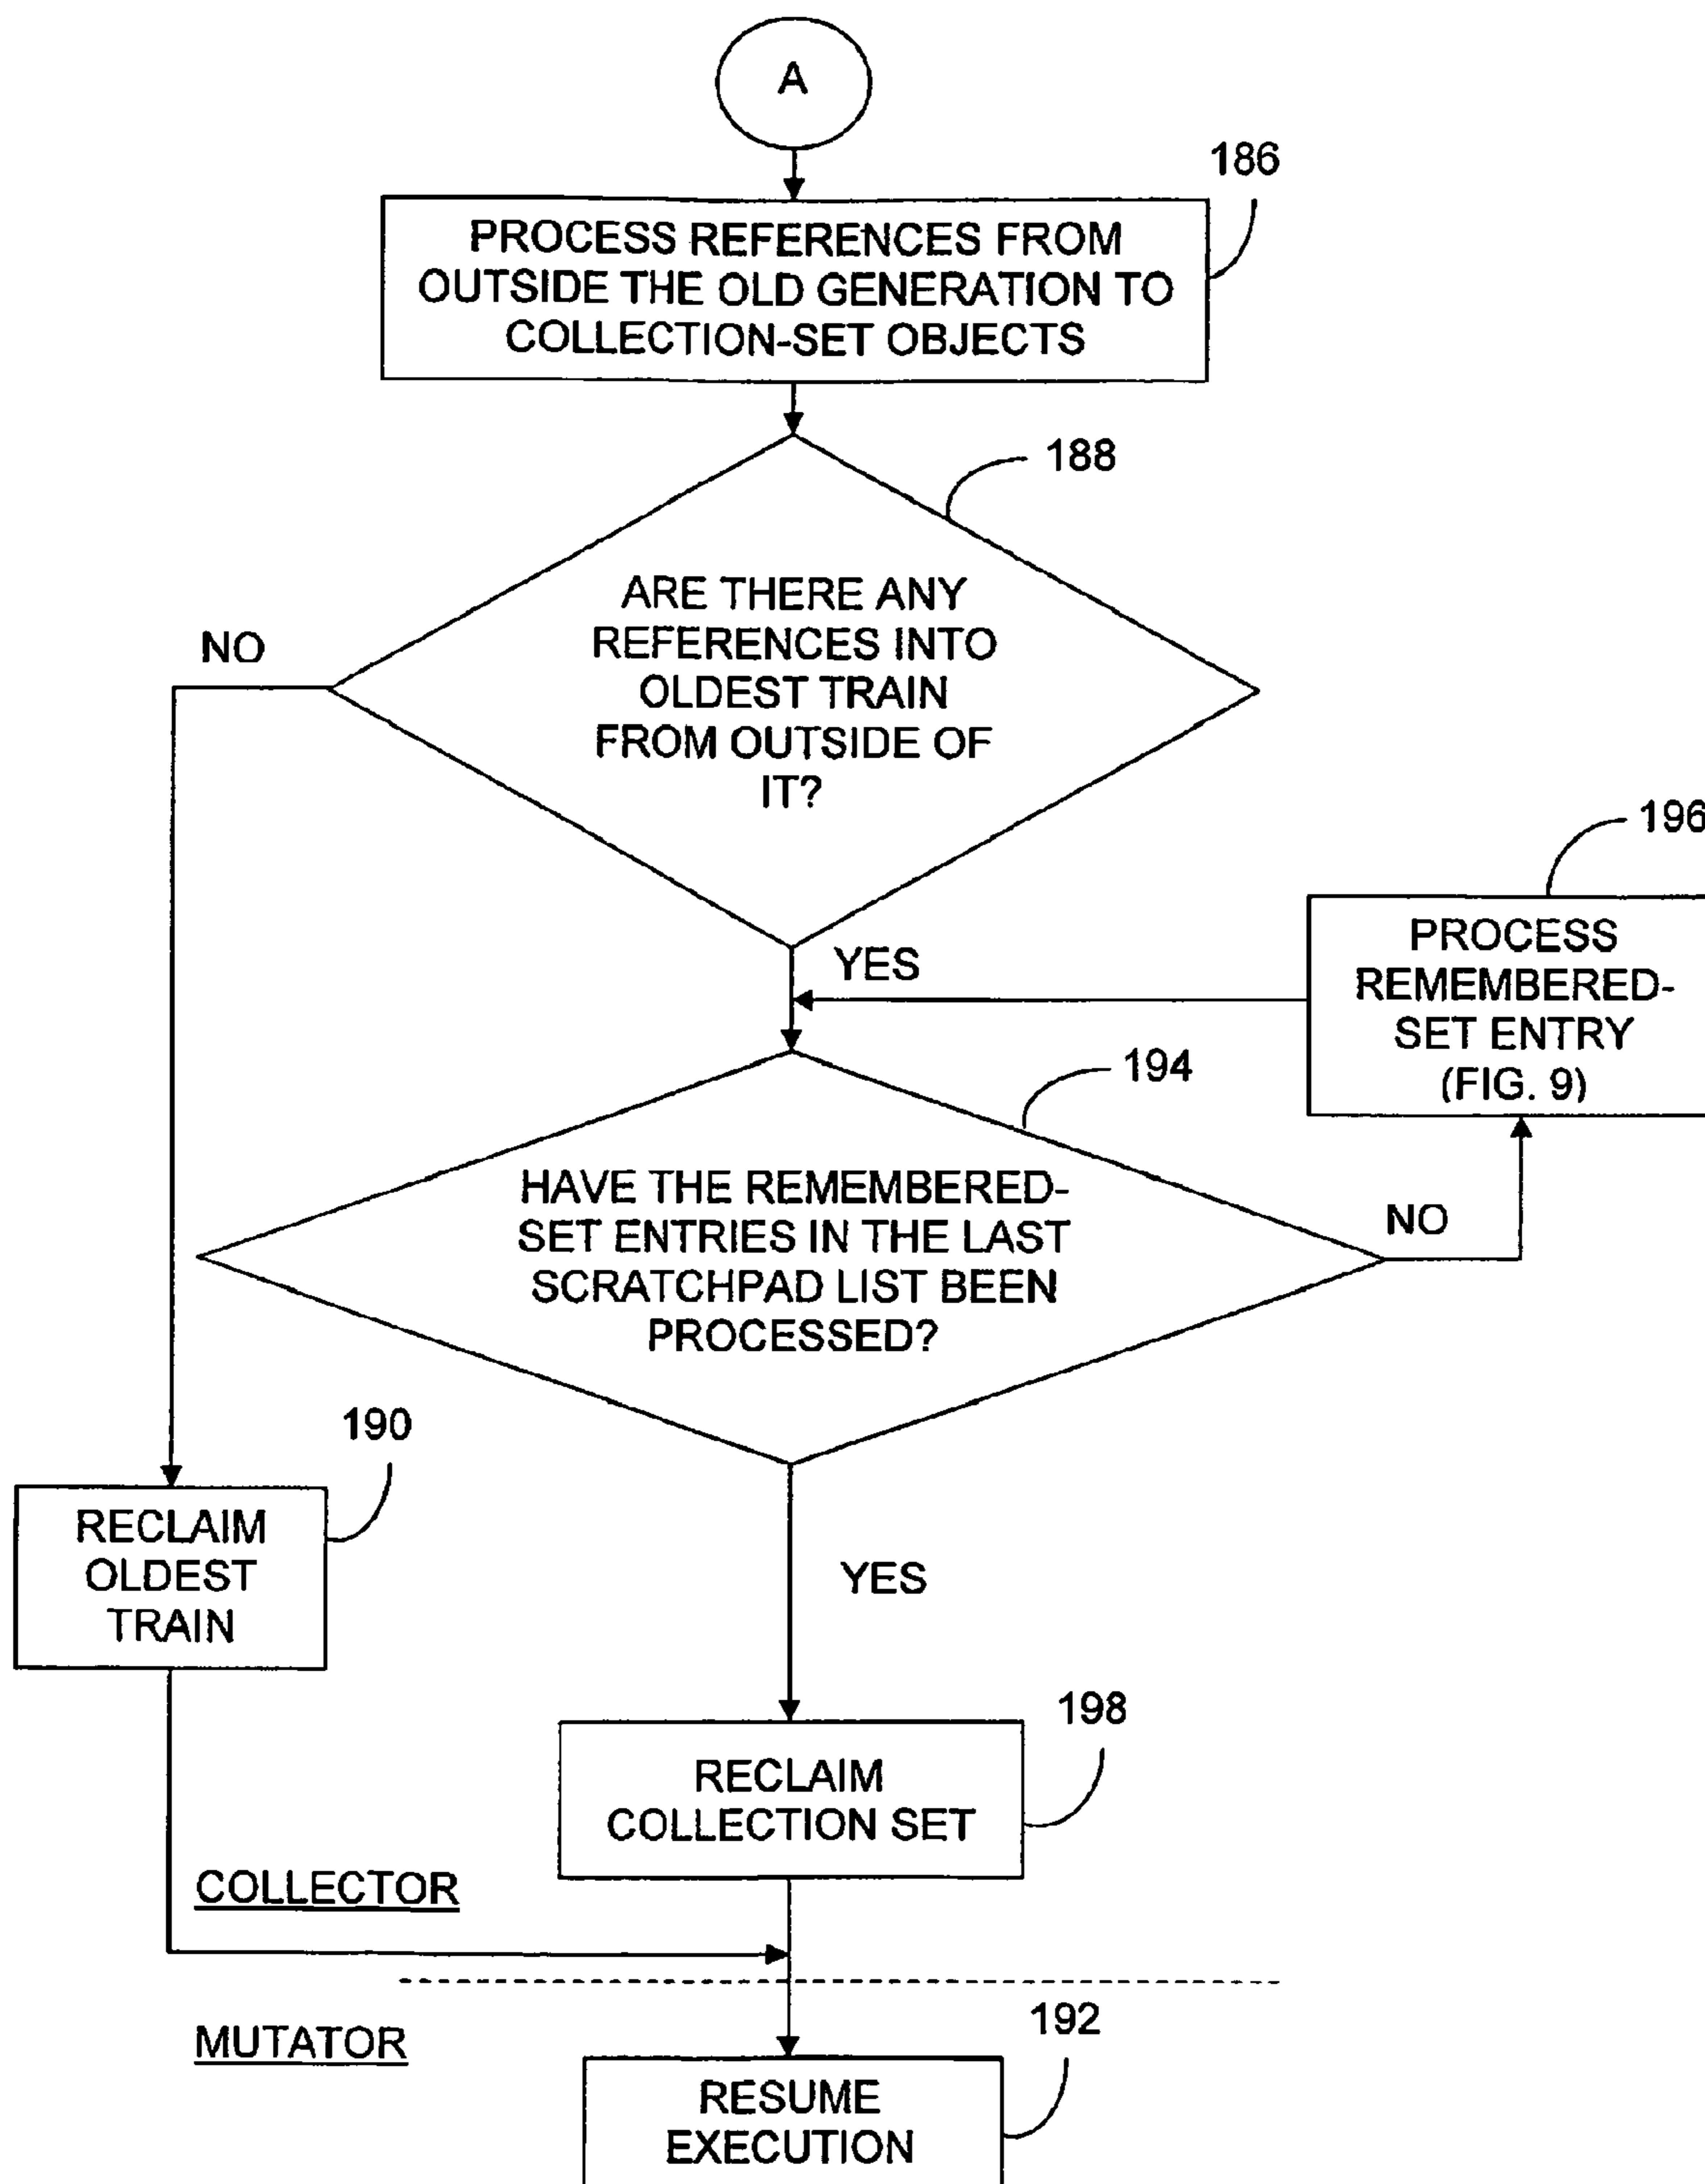 A
186
PROCESS REFERENCES FROM
OUTSIDE THE OLD GENERATION TO
COLLECTION-SET OBJECTS
188
ARE THERE ANY
REFERENCES INTO
OLDEST TRAIN
FROM OUTSIDE OF
IT?
NO
YES
196
PROCESS
REMEMBERED-
SET ENTRY
(FIG. 9)
194
HAVE THE REMEMBERED-
SET ENTRIES IN THE LAST
SCRATCHPAD LIST BEEN
PROCESSED?
NO
YES
190
RECLAIM
OLDEST
TRAIN
198
RECLAIM
COLLECTION SET
COLLECTOR
MUTATOR
192
RESUME
EXECUTION